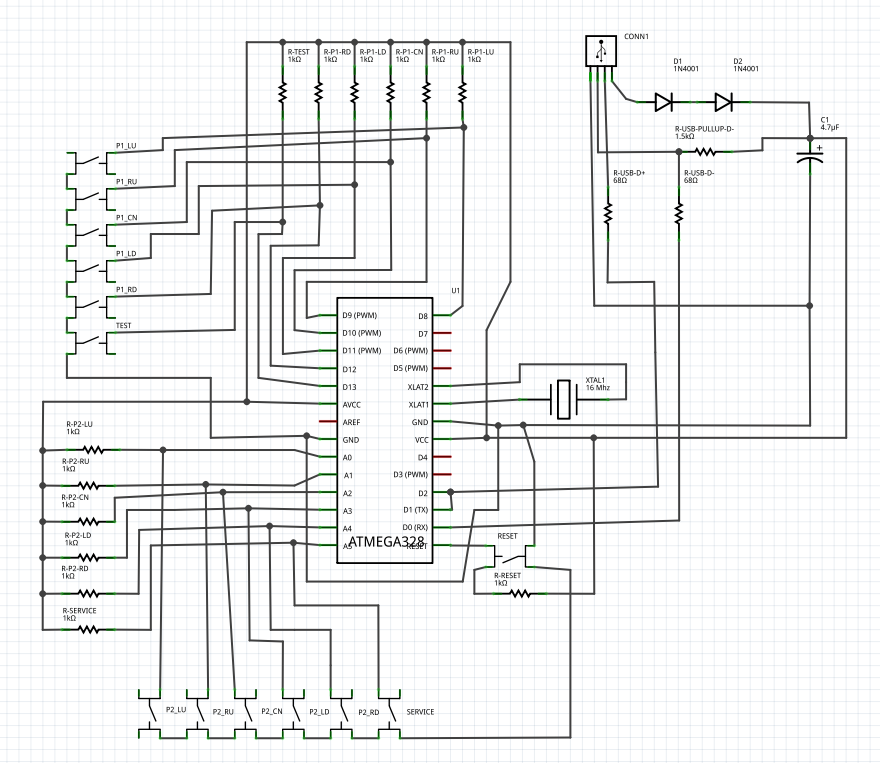 CONN1
R-TEST
1kΩ
R-P1-RD
1kΩ
R-P1-LD
1kΩ
R-P1-CN
1kΩ
R-P1-RU
1kΩ
R-P1-LU
1kΩ
D1
1N4001
D2
1N4001
C1
4.7µF
+
R-USB-PULLUP-D-
1.5kΩ
R-USB-D+
68Ω
R-USB-D-
68Ω
P1_LU
P1_RU
P1_CN
P1_LD
P1_RD
TEST
U1
D9 (PWM)
D10 (PWM)
D11 (PWM)
D12
D13
AVCC
AREF
GND
A0
A1
A2
A3
A4
A5
D8
D7
D6 (PWM)
D5 (PWM)
XLAT2
XLAT1
GND
VCC
D4
D3 (PWM)
D2
D1 (TX)
D0 (RX)
RESET
ATMEGA328
XTAL1
16 Mhz
R-P2-LU
1kΩ
R-P2-RU
1kΩ
R-P2-CN
1kΩ
R-P2-LD
1kΩ
R-P2-RD
1kΩ
R-SERVICE
1kΩ
RESET
R-RESET
1kΩ
P2_LU
P2_RU
P2_CN
P2_LD
P2_RD
SERVICE